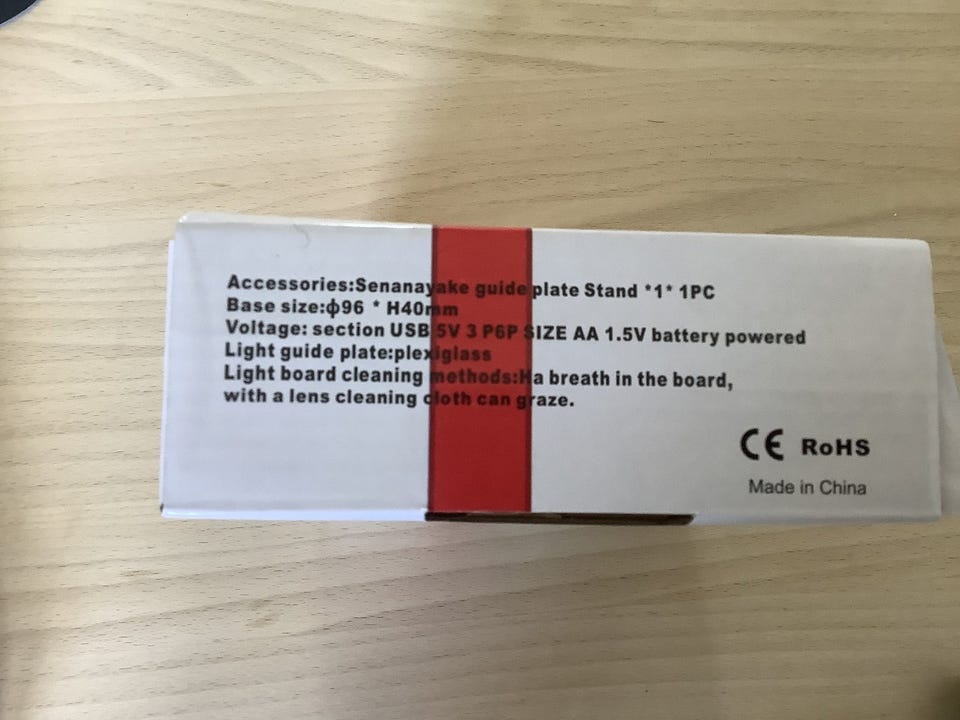 Accessories:Senanayake guide plate Stand *1* 1PC
Base size:ф96 * H40mm
Voltage: section USB 5V 3 P6P SIZE AA 1.5V battery powered
Light guide plate:plexiglass
Light board cleaning methods:Ha breath in the board,
with a lens cleaning cloth can graze.
CE RoHS
Made in China